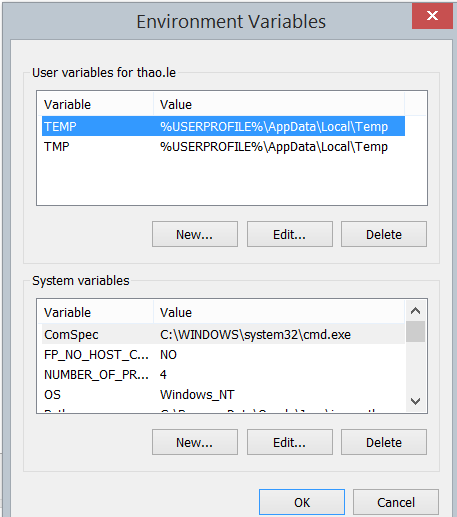 Environment Variables
User variables for thao.le
Variable Value
TEMP %USERPROFILE%\AppData\Local\Temp
TMP %USERPROFILE%\AppData\Local\Temp
New... Edit... Delete
System variables
Variable Value
ComSpec C:\WINDOWS\system32\cmd.exe
FP_NO_HOST_C... NO
NUMBER_OF_PR... 4
OS Windows_NT
New... Edit... Delete
OK Cancel